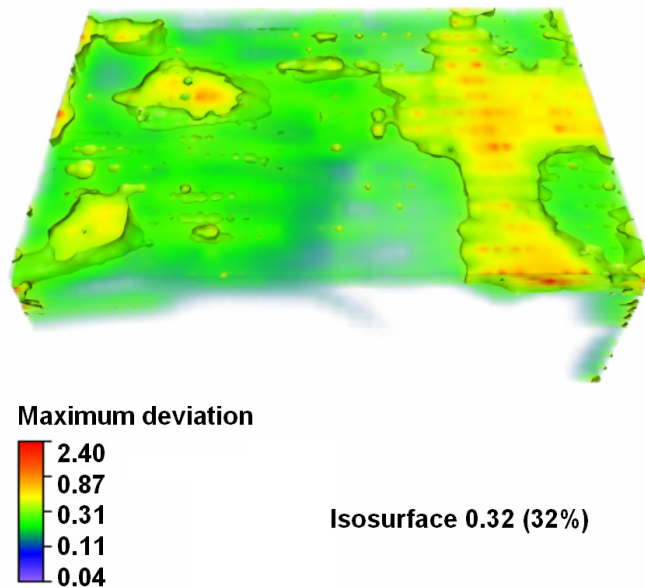 Maximum deviation
2.40
0.87
0.31
0.11
0.04
Isosurface 0.32 (32%)